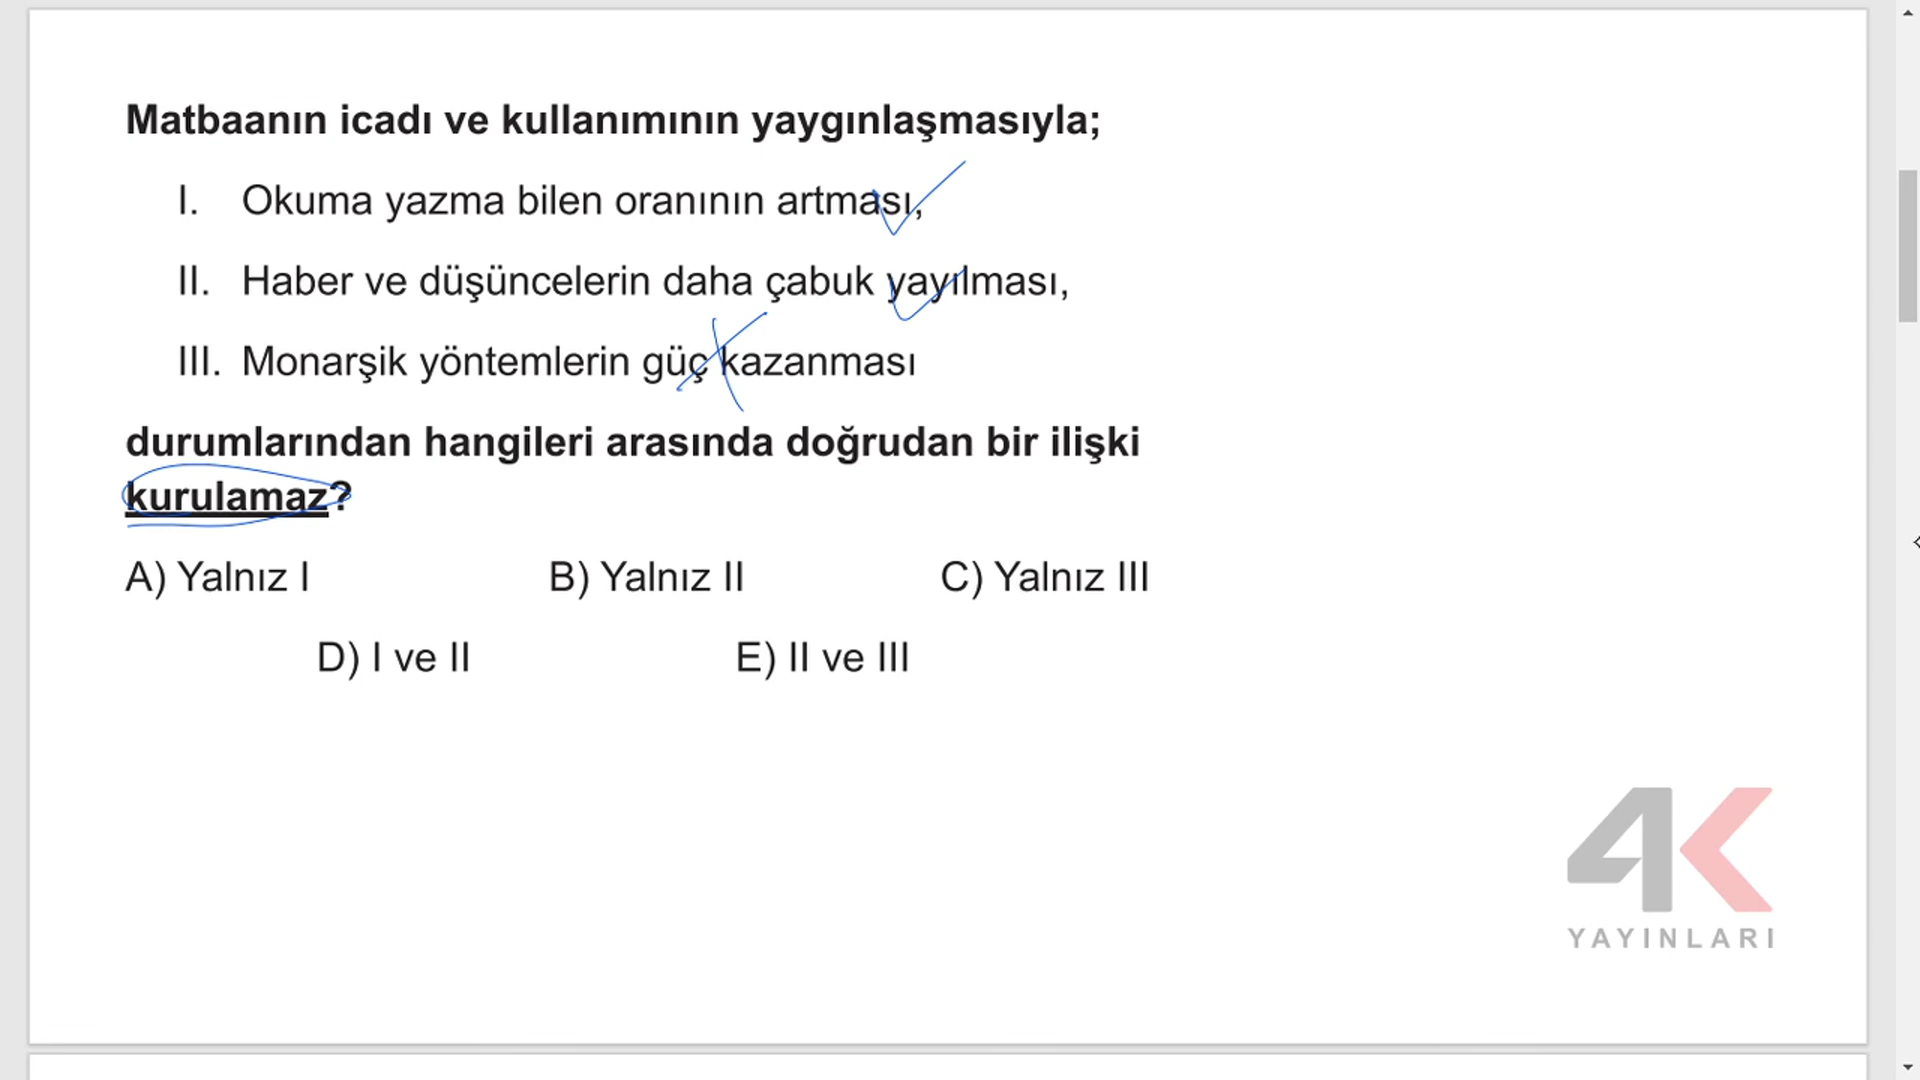 Matbaanın icadı ve kullanımının yaygınlaşmasıyla;
I. Okuma yazma bilen oranının artması,
II. Haber ve düşüncelerin daha çabuk yayılması,
III. Monarşik yöntemlerin güç kazanması
durumlarından hangileri arasında doğrudan bir ilişki
kurulamaz?
A) Yalnız I B) Yalnız II C) Yalnız III
D) I ve II E) II ve III
4K
YAYINLARI